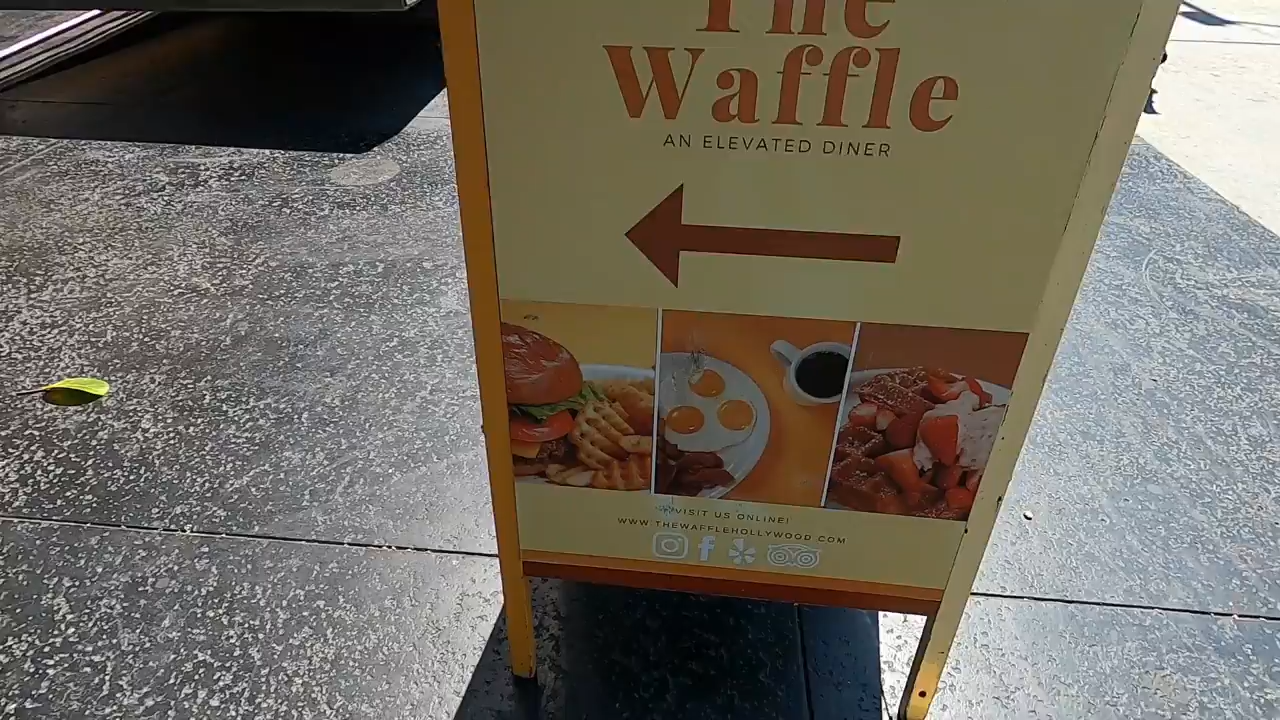 The
Waffle
AN ELEVATED DINER
VISIT US ONLINE!
WWW.THEWAFFLEHOLLYWOOD.COM